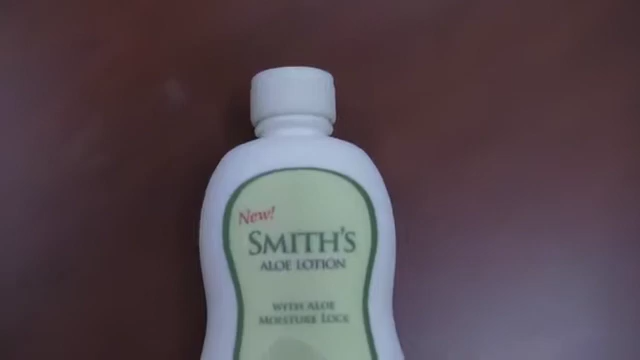 New!
SMITH'S
ALOE LOTION
WITH ALOE
MOISTURE LOCK